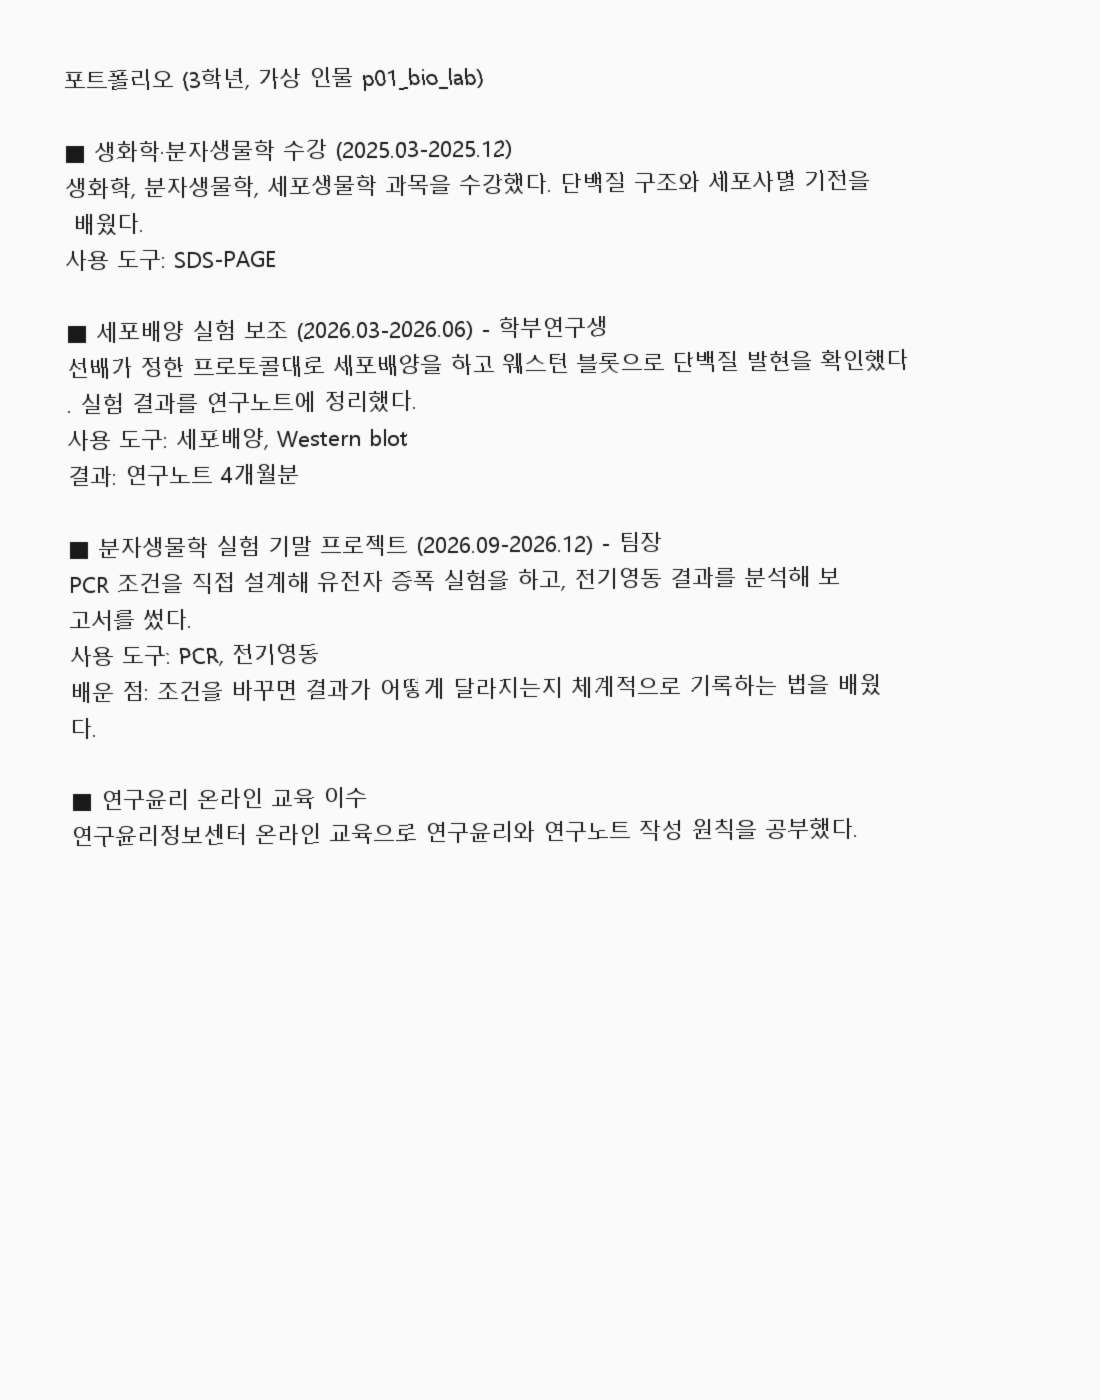 포트폴리오 (3학년, 가상 인물 p01_bio_lab)
■ 생화학·분자생물학 수강 (2025.03-2025.12)
생화학, 분자생물학, 세포생물학 과목을 수강했다. 단백질 구조와 세포사멸 기전을
배웠다.
사용 도구: SDS-PAGE
■ 세포배양 실험 보조 (2026.03-2026.06) - 학부연구생
선배가 정한 프로토콜대로 세포배양을 하고 웨스턴 블롯으로 단백질 발현을 확인했다
. 실험 결과를 연구노트에 정리했다.
사용 도구: 세포배양, Western blot
결과: 연구노트 4개월분
■ 분자생물학 실험 기말 프로젝트 (2026.09-2026.12) - 팀장
PCR 조건을 직접 설계해 유전자 증폭 실험을 하고, 전기영동 결과를 분석해 보
고서를 썼다.
사용 도구: PCR, 전기영동
배운 점: 조건을 바꾸면 결과가 어떻게 달라지는지 체계적으로 기록하는 법을 배웠
다.
■ 연구윤리 온라인 교육 이수
연구윤리정보센터 온라인 교육으로 연구윤리와 연구노트 작성 원칙을 공부했다.